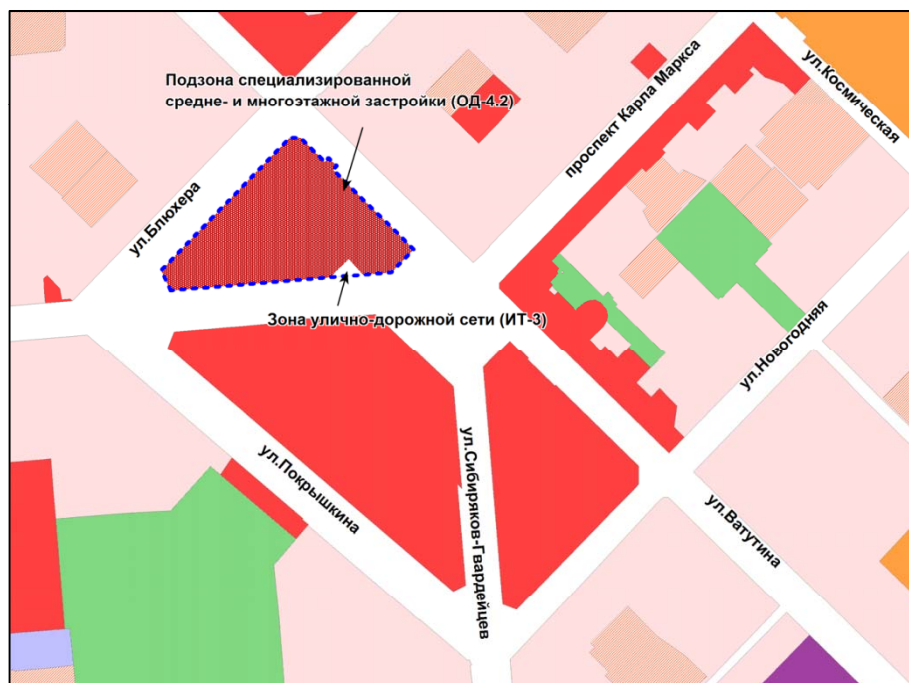 Подзона специализированной
средне- и многоэтажной застройки (ОД-4.2)
проспект Карла Маркса
ул.Космическая
ул.Блюхера
Зона улично-дорожной сети (ИТ-3)
ул.Новогодняя
ул.Покрышкина
ул.Сибиряков-Гвардейцев
ул.Ватутина